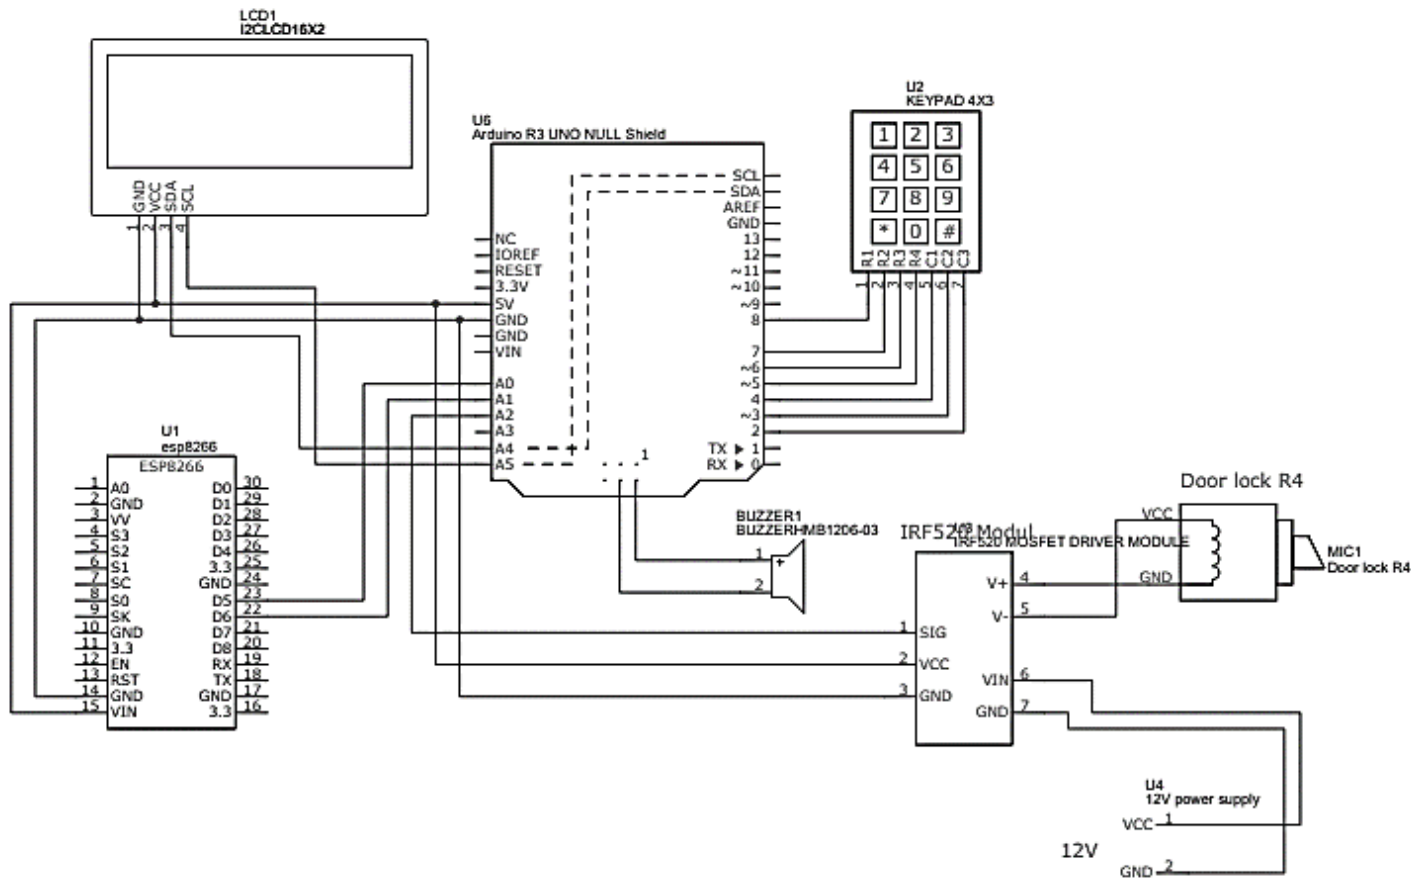 LCD1
I2CLCD16X2
GND
VCC
SDA
SCL
1
2
3
4
U6
Arduino R3 UNO NULL Shield
SCL
SDA
AREF
GND
NC
13
IOREF
12
RESET
~11
3.3V
~10
5V
~9
GND
8
GND
VIN
7
~6
A0
~5
A1
4
A2
~3
A3
2
A4
TX ▶ 1
A5
RX ▶ 0
1
U2
KEYPAD 4X3
1 2 3
4 5 6
7 8 9
* 0 #
R1
R2
R3
R4
C1
C2
C3
1
2
3
4
5
6
7
U1
esp8266
ESP8266
1 A0 D0 30
2 GND D1 29
3 VV D2 28
4 S3 D3 27
5 S2 D4 26
6 S1 3.3 25
7 SC GND 24
8 S0 D5 23
9 SK D6 22
10 GND D7 21
11 3.3 D8 20
12 EN RX 19
13 RST TX 18
14 GND GND 17
15 VIN 3.3 16
BUZZER1
BUZZERHMB1206-03
1
+
2
IRF520 Modul
IRF520 MOSFET DRIVER MODULE
V+ 4
V- 5
1 SIG
2 VCC
VIN 6
3 GND
GND 7
Door lock R4
VCC
GND
MIC1
Door lock R4
U4
12V power supply
VCC 1
12V
GND 2